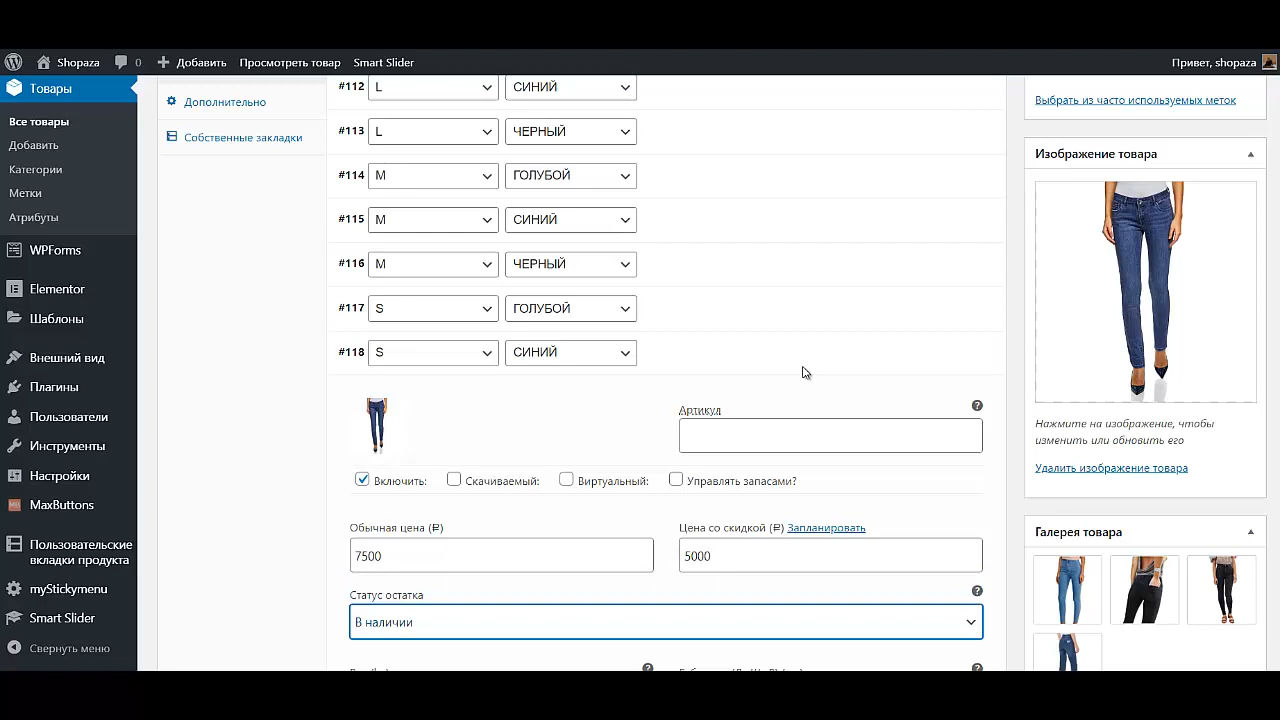 Shopaza 0 Добавить Просмотреть товар Smart Slider Привет, shopaza
Товары
Все товары
Добавить
Категории
Метки
Атрибуты
WPForms
Elementor
Шаблоны
Внешний вид
Плагины
Пользователи
Инструменты
Настройки
MaxButtons
Пользовательские
вкладки продукта
myStickymenu
Smart Slider
Свернуть меню
Дополнительно
Собственные закладки
#112 L СИНИЙ
#113 L ЧЕРНЫЙ
#114 M ГОЛУБОЙ
#115 M СИНИЙ
#116 M ЧЕРНЫЙ
#117 S ГОЛУБОЙ
#118 S СИНИЙ
Артикул
Включить: Скачиваемый: Виртуальный: Управлять запасами?
Обычная цена (₽) Цена со скидкой (₽) Запланировать
7500 5000
Статус остатка
В наличии
Выбрать из часто используемых меток
Изображение товара
Нажмите на изображение, чтобы
изменить или обновить его
Удалить изображение товара
Галерея товара